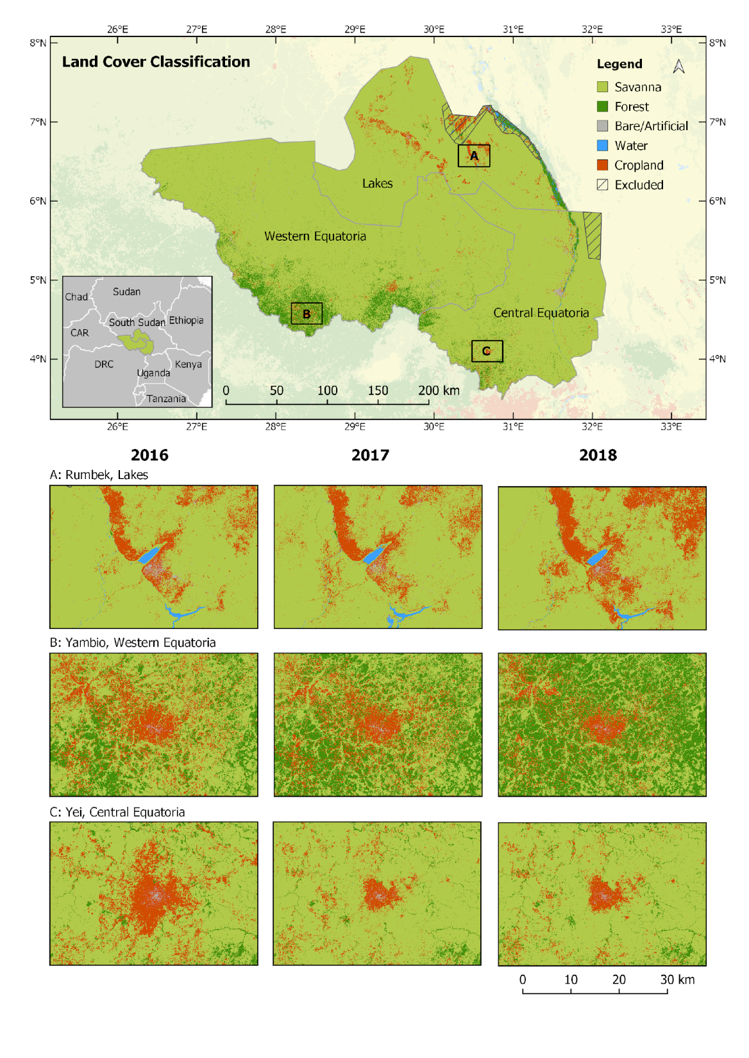 26°E 27°E 28°E 29°E 30°E 31°E 32°E 33°E
8°N 8°N
Land Cover Classification
Legend
Savanna
Forest
Bare/Artificial
Water
Cropland
Excluded
7°N 7°N
A
Lakes
6°N 6°N
Western Equatoria
5°N 5°N
Central Equatoria
B
C
4°N 4°N
Sudan
Chad
South Sudan Ethiopia
CAR
DRC Kenya
Uganda
Tanzania
0 50 100 150 200 km
26°E 27°E 28°E 29°E 30°E 31°E 32°E 33°E
2016 2017 2018
A: Rumbek, Lakes
B: Yambio, Western Equatoria
C: Yei, Central Equatoria
0 10 20 30 km